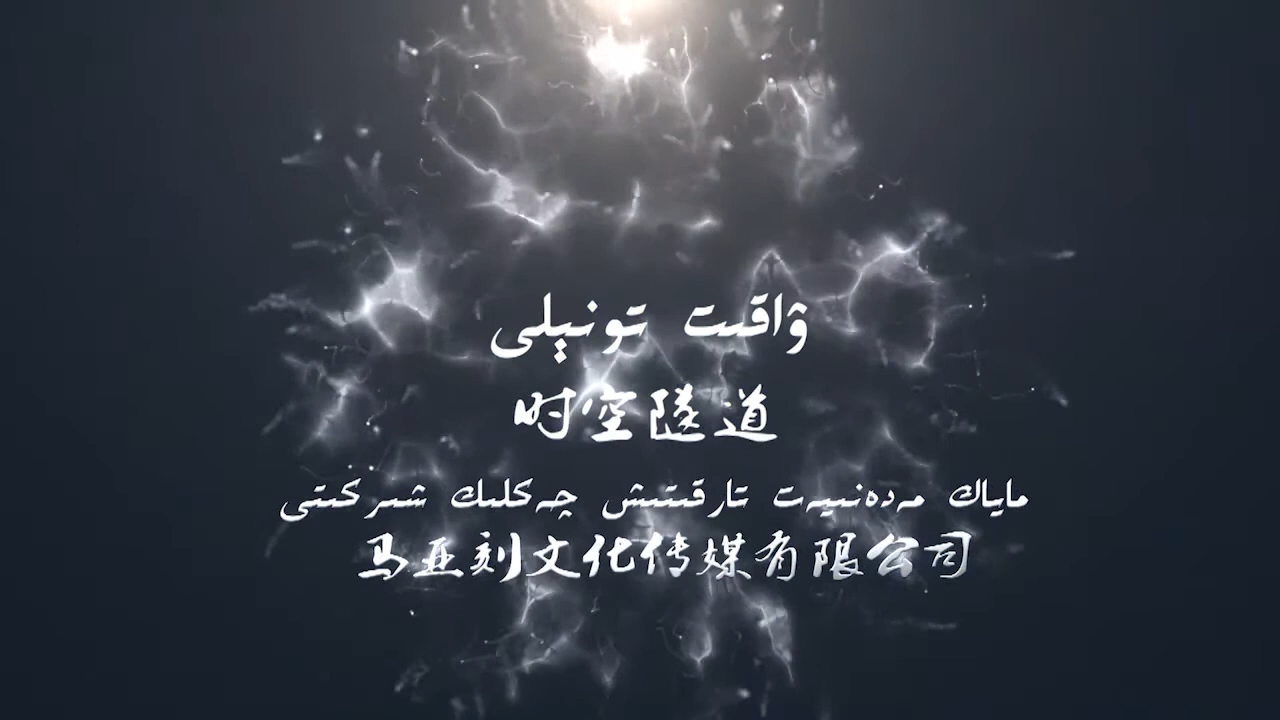 ۋاقىت تونېلى
时空隧道
ماياك مەدەنىيەت تارقىتىش چەكلىك شىركىتى
马亚刻文化传媒有限公司